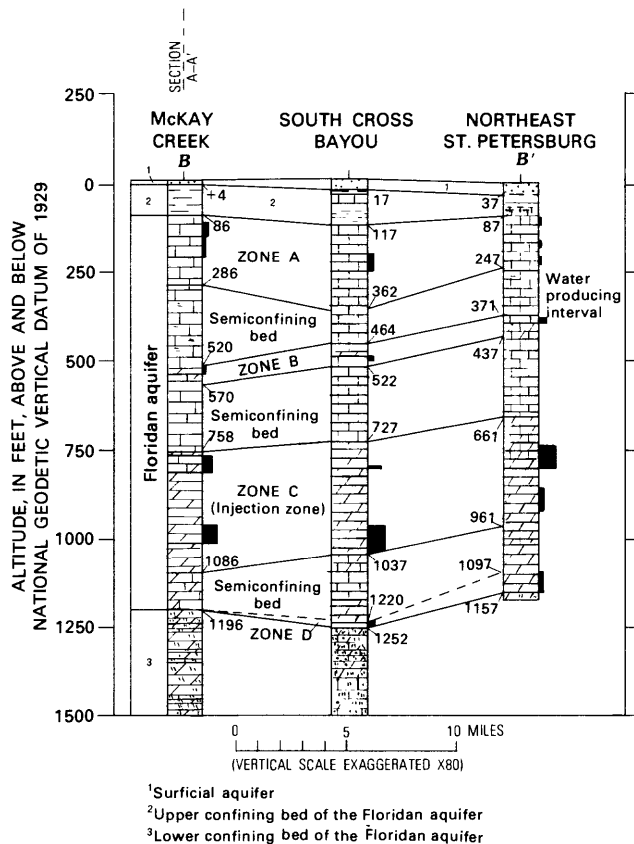 SECTION
A–A'
250
0
250
500
750
1000
1250
1500
ALTITUDE, IN FEET, ABOVE AND BELOW
NATIONAL GEODETIC VERTICAL DATUM OF 1929
McKAY
CREEK
B
SOUTH CROSS
BAYOU
NORTHEAST
ST. PETERSBURG
B'
1
2
3
Floridan aquifer
+4
86
286
520
570
758
1086
1196
2
1
ZONE A
Semiconfining
bed
ZONE B
Semiconfining
bed
ZONE C
(Injection zone)
Semiconfining
bed
ZONE D
17
117
362
464
522
727
1037
1220
1252
37
87
247
371
437
661
961
1097
1157
Water
producing
interval
0 5 10 MILES
(VERTICAL SCALE EXAGGERATED X80)
1Surficial aquifer
2Upper confining bed of the Floridan aquifer
3Lower confining bed of the Floridan aquifer